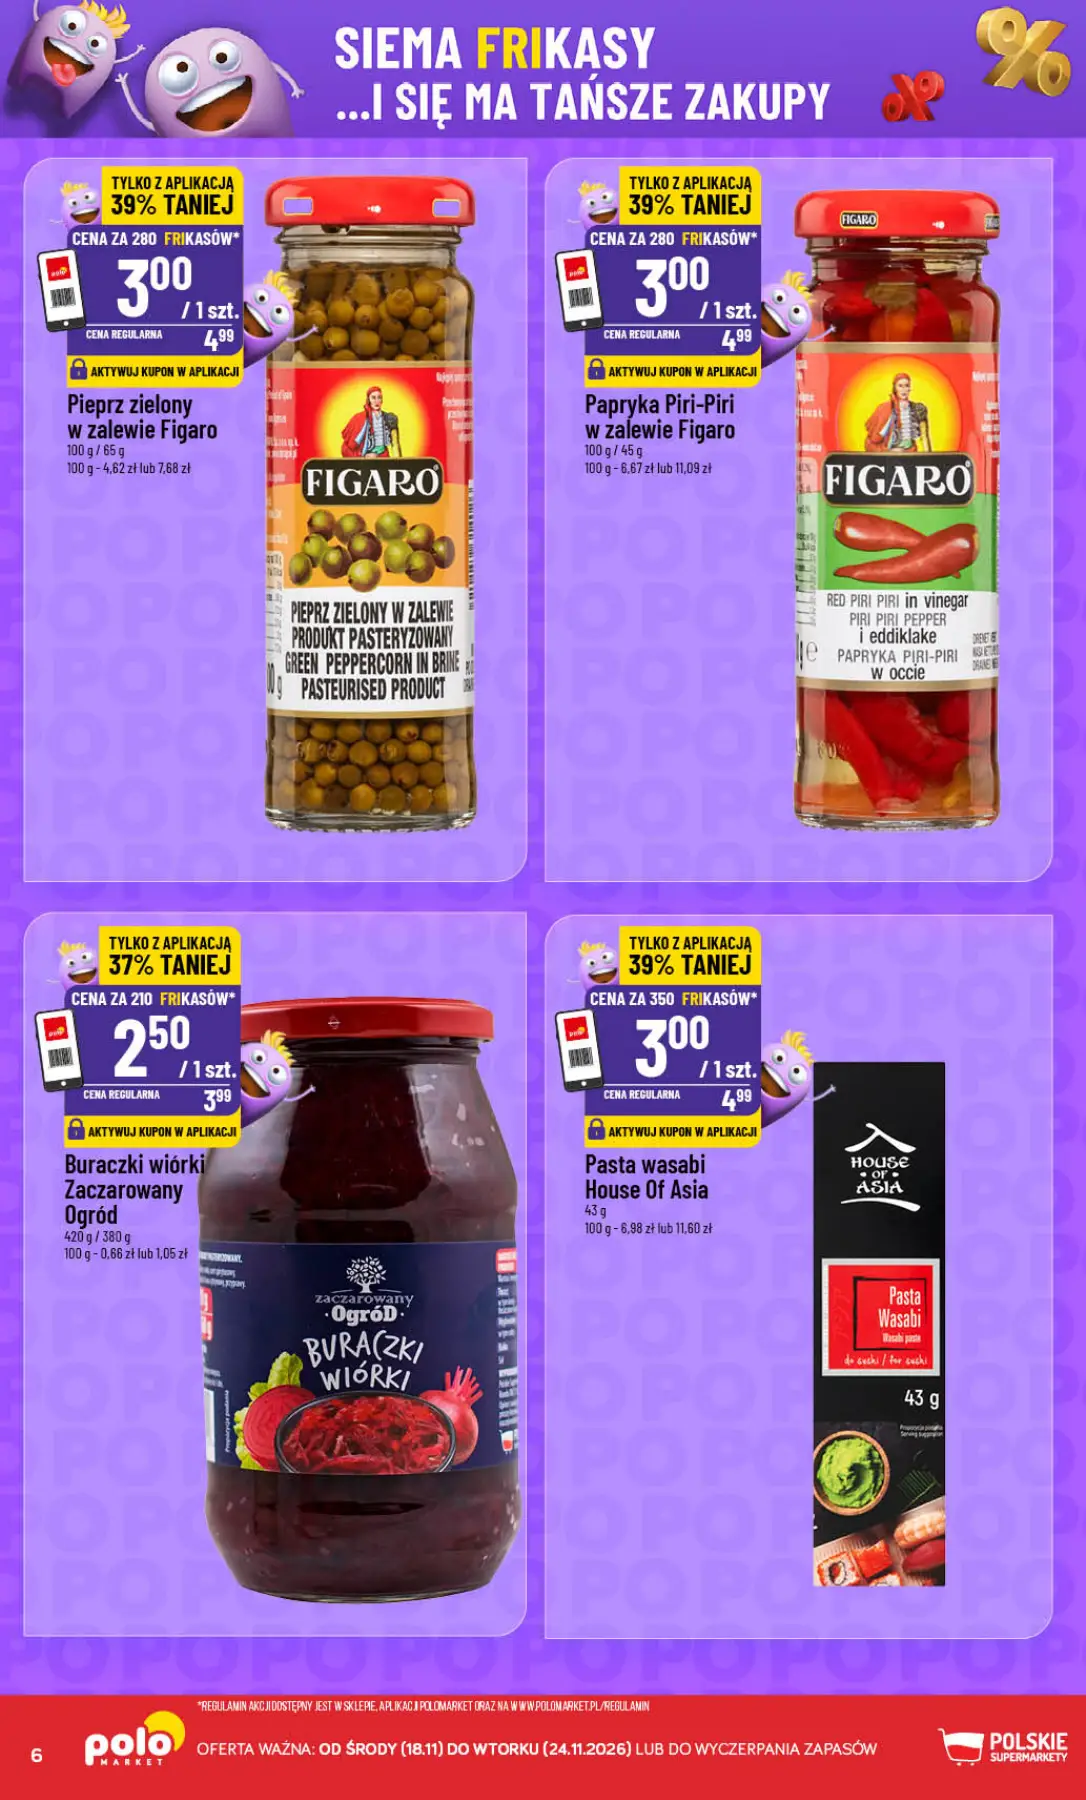 SIEMA FRIKASY
...I SIĘ MA TAŃSZE ZAKUPY
TYLKO Z APLIKACJĄ
39% TANIEJ
CENA ZA 280 FRIKASÓW*
polo
300
/ 1 szt.
CENA REGULARNA
4,99
AKTYWUJ KUPON W APLIKACJI
Pieprz zielony
w zalewie Figaro
100 g / 65 g
100 g - 4,62 zł lub 7,68 zł
FIGARO
PIEPRZ ZIELONY W ZALEWIE
PRODUKT PASTERYZOWANY
GREEN PEPPERCORN IN BRINE
PASTEURISED PRODUCT
TYLKO Z APLIKACJĄ
39% TANIEJ
CENA ZA 280 FRIKASÓW*
polo
300
/ 1 szt.
CENA REGULARNA
4,99
AKTYWUJ KUPON W APLIKACJI
Papryka Piri-Piri
w zalewie Figaro
100 g / 45 g
100 g - 6,67 zł lub 11,09 zł
FIGARO
FIGARO
RED PIRI PIRI in vinegar
PIRI PIRI PEPPER
i eddiklake
PAPRYKA PIRI-PIRI
w occie
TYLKO Z APLIKACJĄ
37% TANIEJ
CENA ZA 210 FRIKASÓW*
polo
250
/ 1 szt.
CENA REGULARNA
3,99
AKTYWUJ KUPON W APLIKACJI
Buraczki wiórki
Zaczarowany
Ogród
420 g / 380 g
100 g - 0,66 zł lub 1,05 zł
zaczarowany
OgróD
BURACZKI
WIÓRKI
TYLKO Z APLIKACJĄ
39% TANIEJ
CENA ZA 350 FRIKASÓW*
polo
300
/ 1 szt.
CENA REGULARNA
4,99
AKTYWUJ KUPON W APLIKACJI
Pasta wasabi
House Of Asia
43 g
100 g - 6,98 zł lub 11,60 zł
HOUSE
OF
ASIA
Pasta
Wasabi
Wasabi paste
do sushi / for sushi
43 g
*REGULAMIN AKCJI DOSTĘPNY JEST W SKLEPIE, APLIKACJI POLOMARKET ORAZ NA WWW.POLOMARKET.PL/REGULAMIN
6
polo
MARKET
OFERTA WAŻNA: OD ŚRODY (18.11) DO WTORKU (24.11.2026) LUB DO WYCZERPANIA ZAPASÓW
POLSKIE
SUPERMARKETY